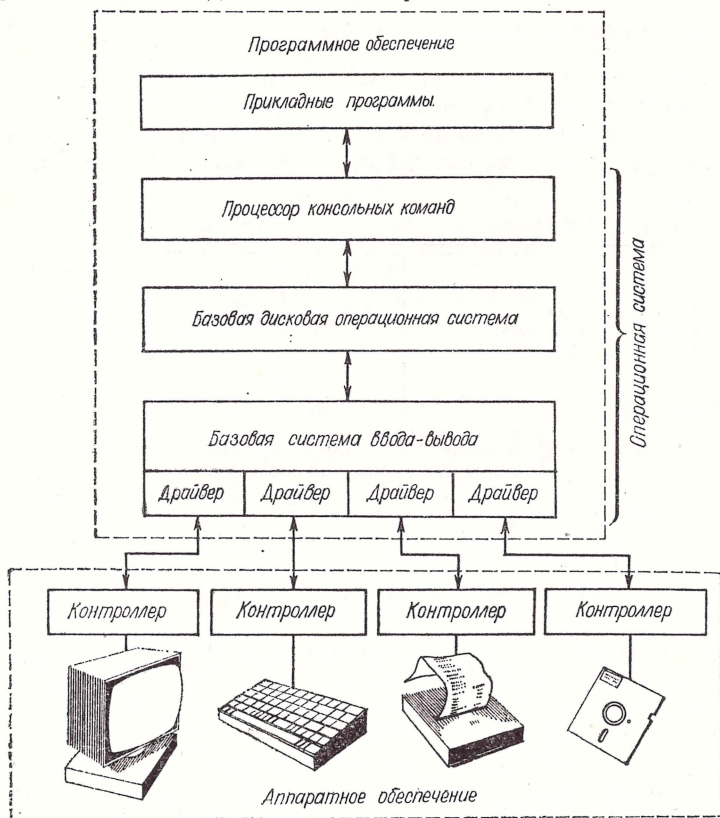 Программное обеспечение
Прикладные программы.
Процессор консольных команд
Базовая дисковая операционная система
Базовая система ввода-вывода
Драйвер Драйвер Драйвер Драйвер
Операционная система
Контроллер Контроллер Контроллер Контроллер
Аппаратное обеспечение